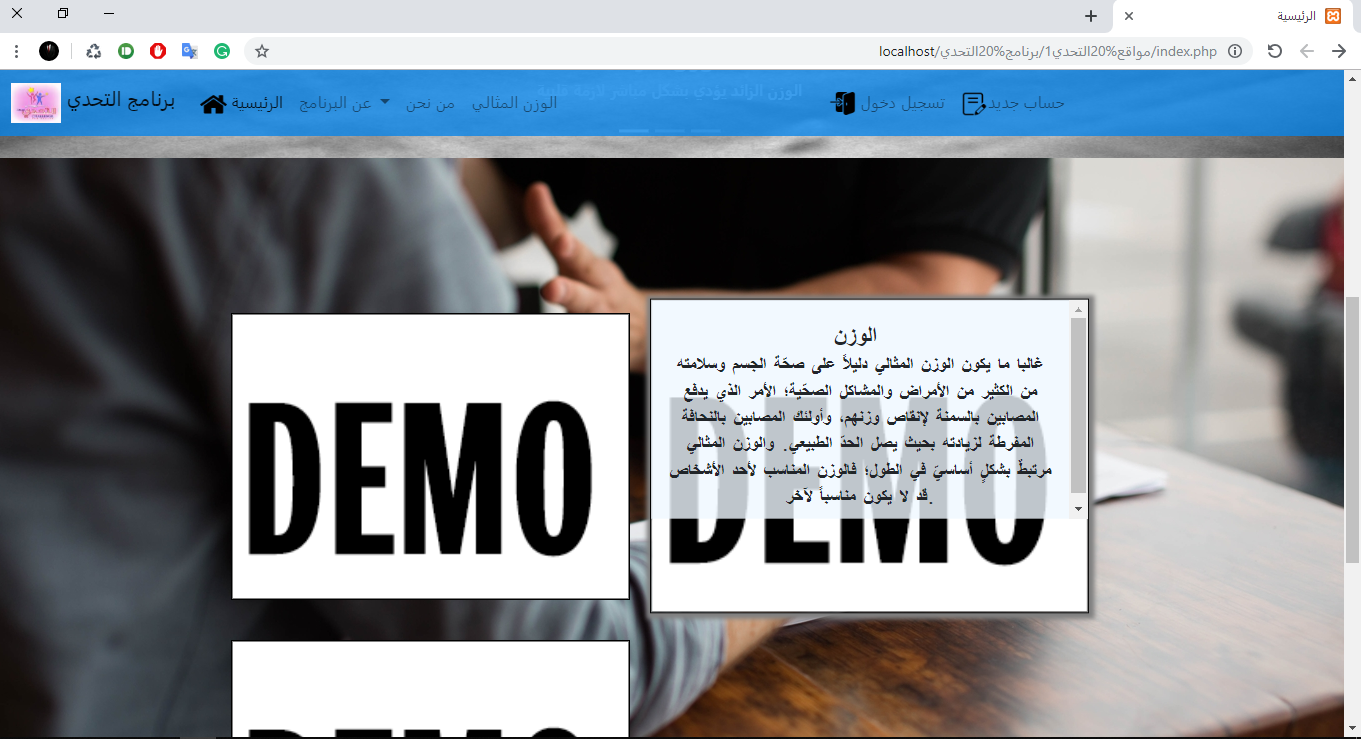 الرئيسية
localhost/مواقع%20التحدي1/برنامج%20التحدي/index.php
برنامج التحدي
الرئيسية
عن البرنامج
من نحن
الوزن المثالي
تسجيل دخول
حساب جديد
الوزن الزائد يؤدي بشكل مباشر
DEMO
الوزن
غالبا ما يكون الوزن المثالي دليلاً على صحّة الجسم وسلامته
من الكثير من الأمراض والمشاكل الصحّية؛ الأمر الذي يدفع
المصابين بالسمنة لإنقاص وزنهم، وأولئك المصابين بالنحافة
المفرطة لزيادته بحيث يصل الحدّ الطبيعي. والوزن المثالي
مرتبطٌ بشكلٍ أساسيّ في الطول؛ فالوزن المناسب لأحد الأشخاص
قد لا يكون مناسباً لآخر.
DEMO
DEMO